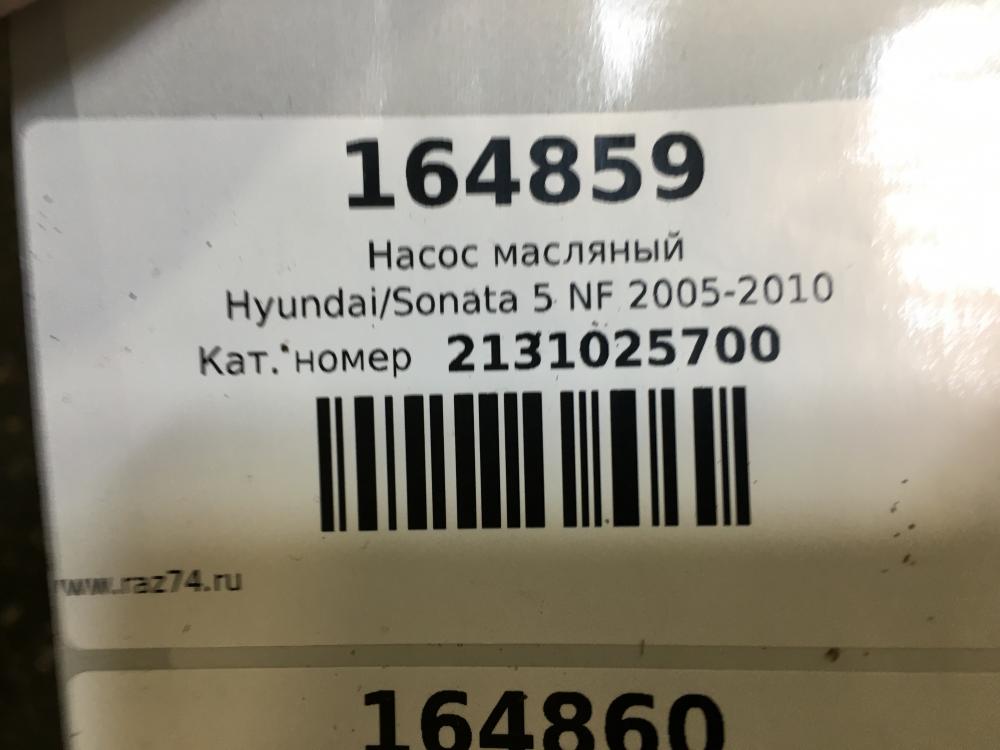 164859
Насос масляный
Hyundai/Sonata 5 NF 2005-2010
Кат. номер 2131025700
www.raz74.ru
164860